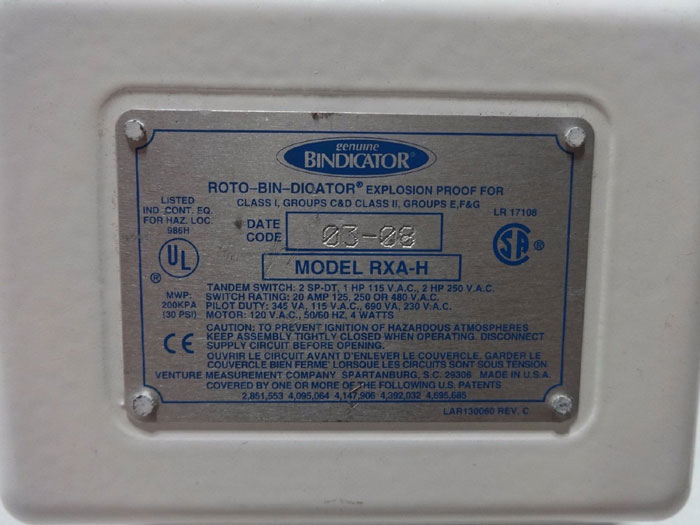 genuine
BINDICATOR®
ROTO-BIN-DICATOR® EXPLOSION PROOF FOR
CLASS I, GROUPS C&D CLASS II, GROUPS E,F&G
LISTED
IND. CONT. EQ.
FOR HAZ. LOC.
986H
UL
®
DATE
CODE
03-08
LR 17108
SA ®
MODEL RXA-H
TANDEM SWITCH: 2 SP-DT, 1 HP 115 V.A.C., 2 HP 250 V.A.C.
SWITCH RATING: 20 AMP 125, 250 OR 480 V.A.C.
PILOT DUTY: 345 VA, 115 V.A.C., 690 VA, 230 V.A.C.
MOTOR: 120 V.A.C., 50/60 HZ, 4 WATTS
MWP:
200KPA
(30 PSI)
CE
CAUTION: TO PREVENT IGNITION OF HAZARDOUS ATMOSPHERES
KEEP ASSEMBLY TIGHTLY CLOSED WHEN OPERATING. DISCONNECT
SUPPLY CIRCUIT BEFORE OPENING.
OUVRIR LE CIRCUIT AVANT D'ENLEVER LE COUVERCLE. GARDER LE
COUVERCLE BIEN FERME' LORSQUE LES CIRCUITS SONT SOUS TENSION
VENTURE MEASUREMENT COMPANY SPARTANBURG, S.C. 29306 MADE IN U.S.A.
COVERED BY ONE OR MORE OF THE FOLLOWING U.S. PATENTS
2,851,553 4,095,064 4,147,906 4,392,032 4,695,685
LAR130060 REV. C